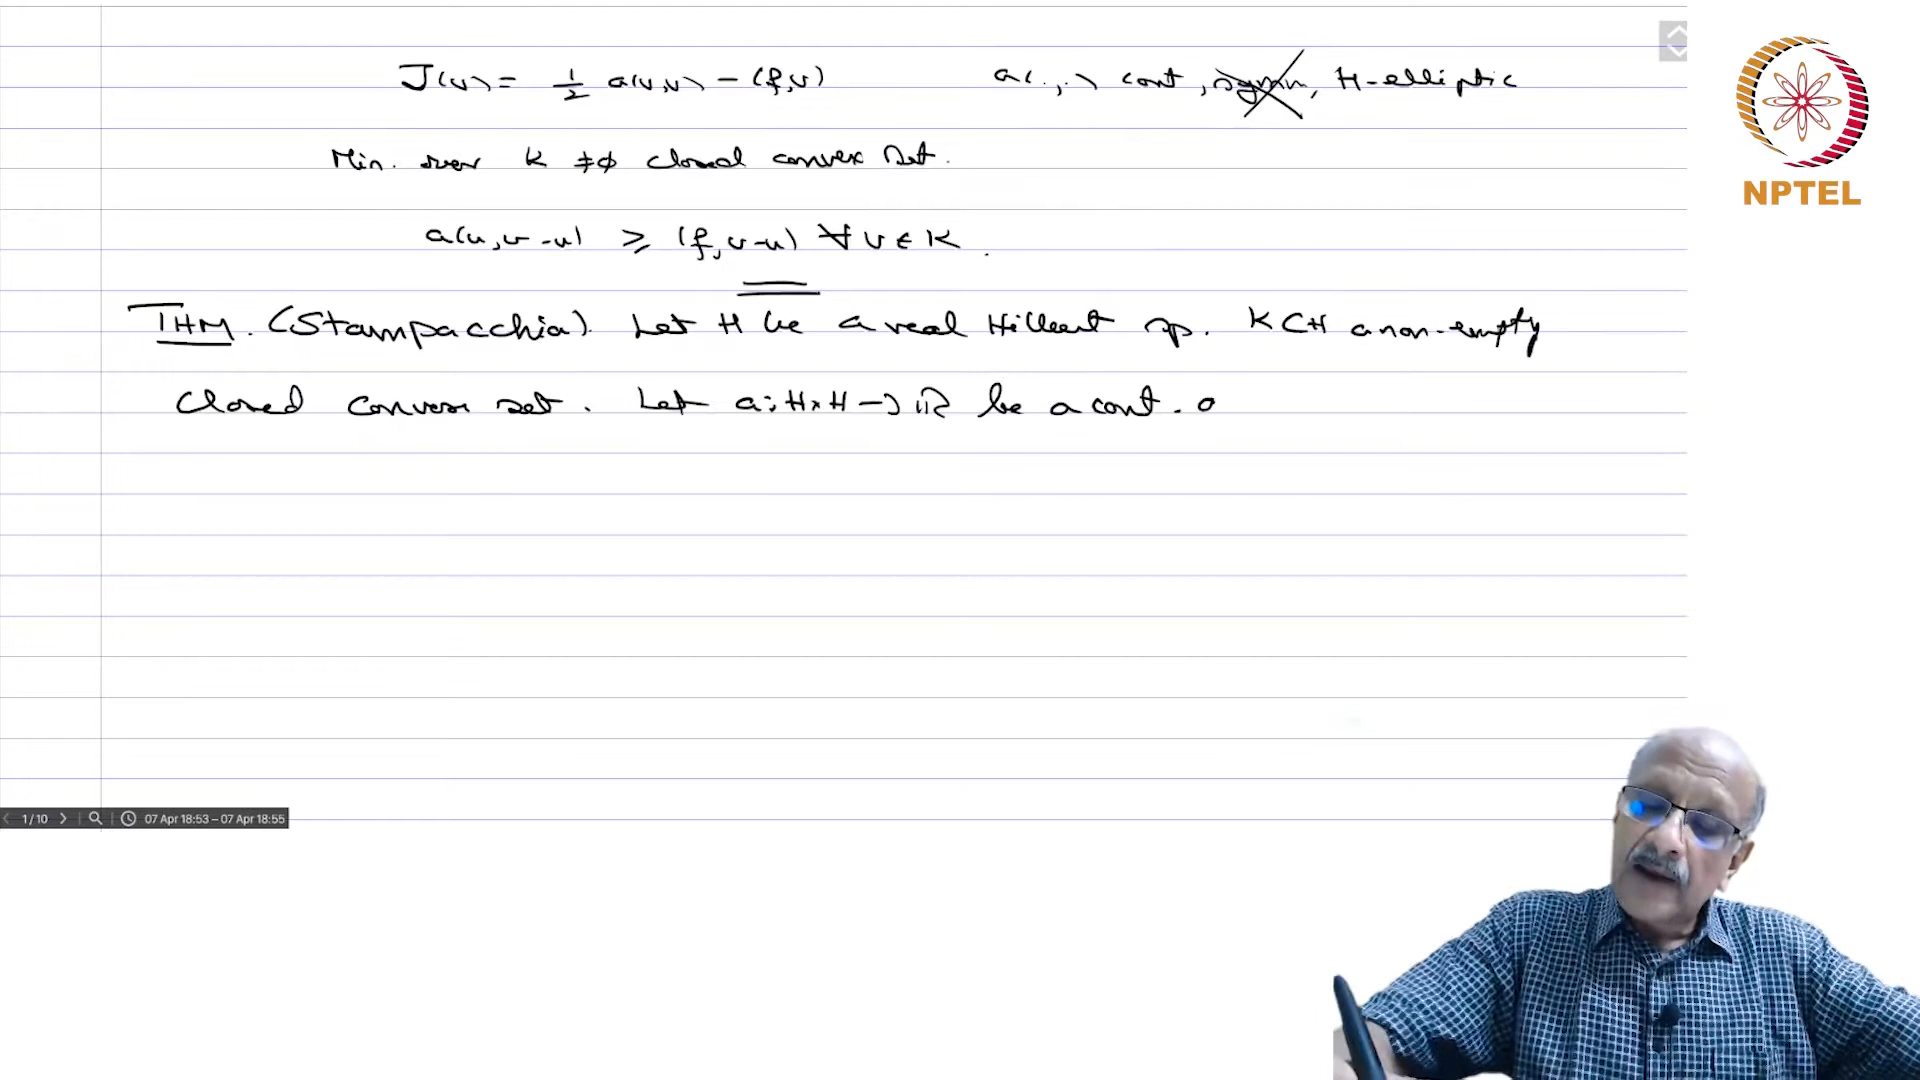 J(v) = 1/2 a(v,v) - (f,v)   a(.,.) cont, symm, H-elliptic
Min. over K ≠ ϕ closed convex set.
a(u,v-u) ≥ (f,v-u) ∀ v ∈ K.
THM. (Stampacchia). Let H be a real Hilbert sp. K ⊂ H a non-empty
closed convex set. Let a: H×H → ℝ be a cont.
NPTEL
1/10 07 Apr 18:53 – 07 Apr 18:55